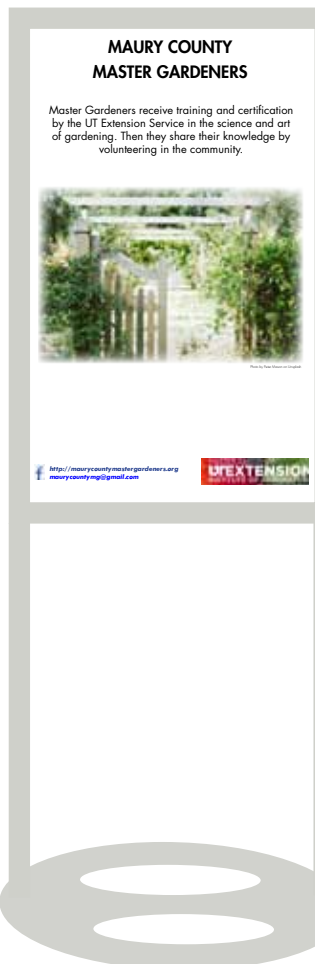 MAURY COUNTY
MASTER GARDENERS
Master Gardeners receive training and certification
by the UT Extension Service in the science and art
of gardening. Then they share their knowledge by
volunteering in the community.
http://maurycountymastergardeners.org
maurycountymg@gmail.com
UT EXTENSION